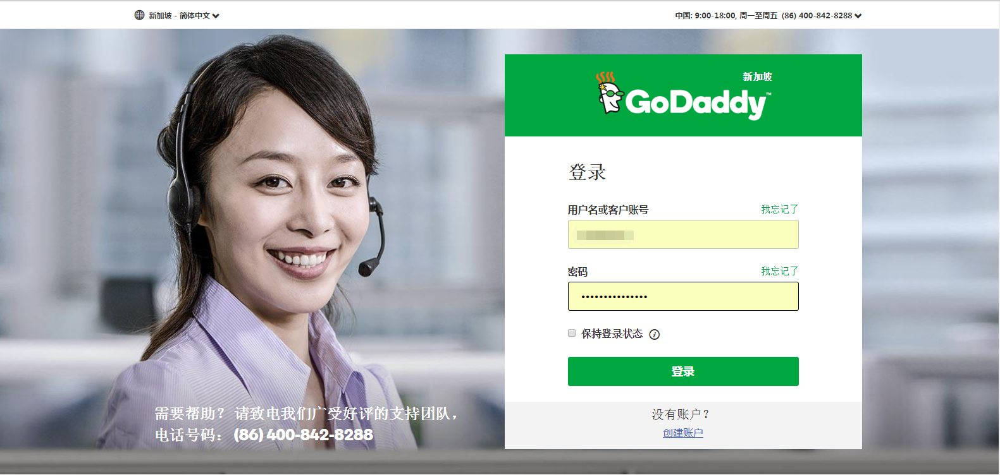 新加坡 - 简体中文
中国: 9:00-18:00, 周一至周五 (86) 400-842-8288
新加坡
GoDaddy™
登录
用户名或客户账号
我忘记了
密码
我忘记了
保持登录状态
登录
没有账户？
创建账户
需要帮助？ 请致电我们广受好评的支持团队，
电话号码： (86) 400-842-8288